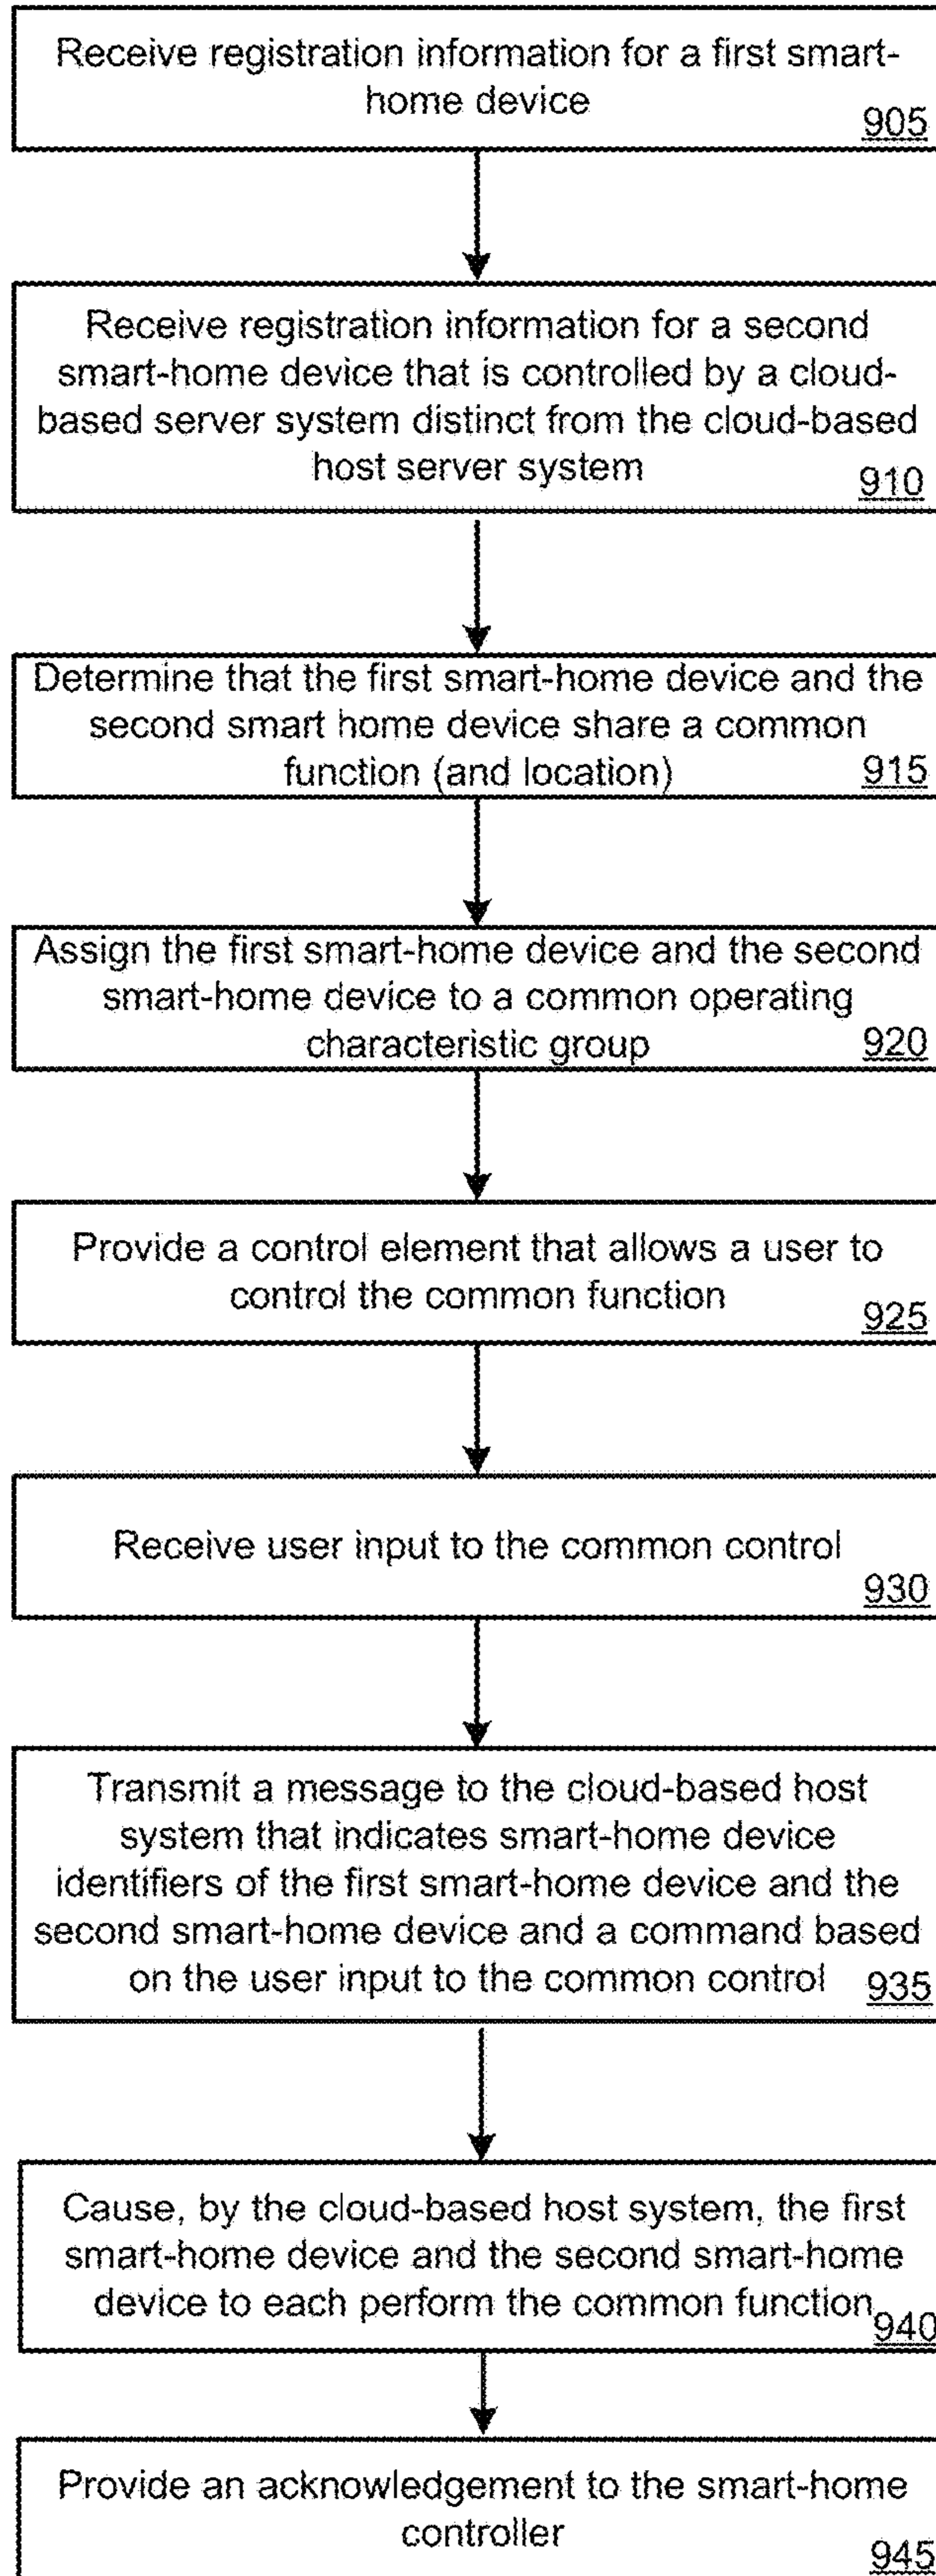 Receive registration information for a first smart-
home device
905
Receive registration information for a second
smart-home device that is controlled by a cloud-
based server system distinct from the cloud-based
host server system
910
Determine that the first smart-home device and the
second smart home device share a common
function (and location)
915
Assign the first smart-home device and the second
smart-home device to a common operating
characteristic group
920
Provide a control element that allows a user to
control the common function
925
Receive user input to the common control
930
Transmit a message to the cloud-based host
system that indicates smart-home device
identifiers of the first smart-home device and the
second smart-home device and a command based
on the user input to the common control
935
Cause, by the cloud-based host system, the first
smart-home device and the second smart-home
device to each perform the common function
940
Provide an acknowledgement to the smart-home
controller
945